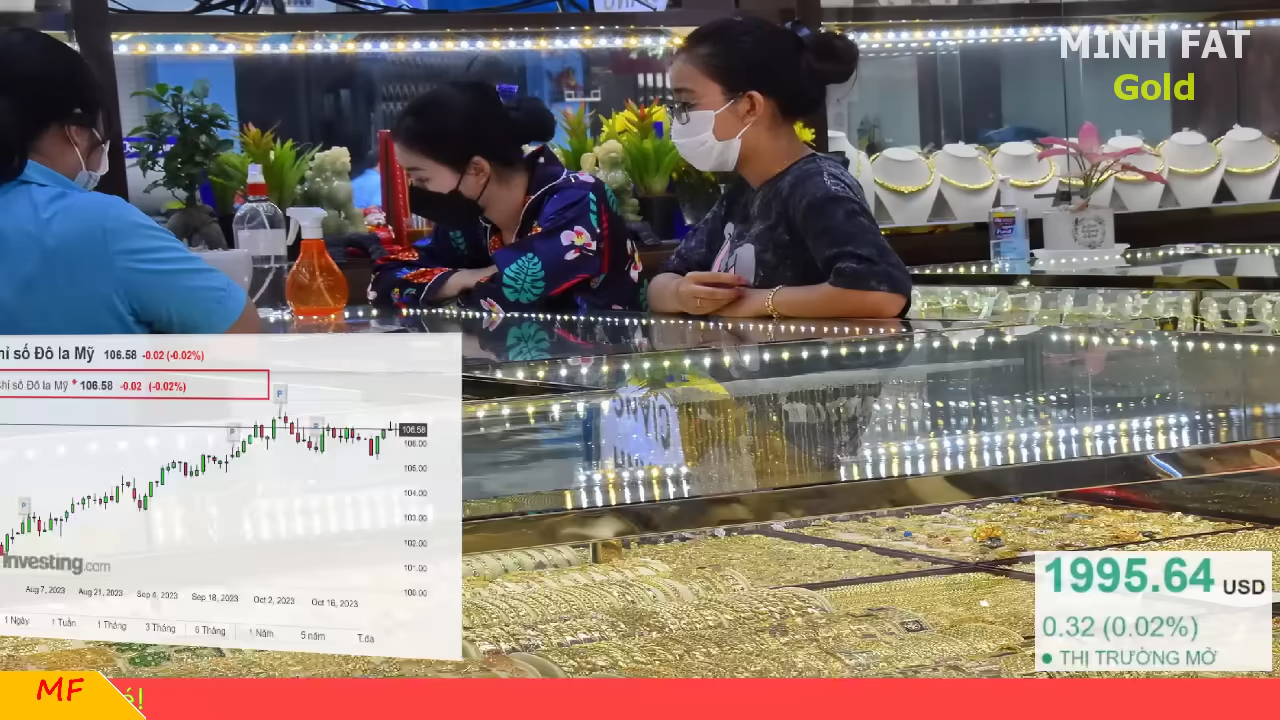 MINH FAT
Gold
hỉ số Đô la Mỹ 106.58 -0.02 (-0.02%)
Chỉ số Đô la Mỹ * 106.58 -0.02 (-0.02%)
P
P
P
P
106.58
106.00
105.00
104.00
103.00
102.00
101.00
100.00
Investing.com
Aug 7, 2023 Aug 21, 2023 Sep 4, 2023 Sep 18, 2023 Oct 2, 2023 Oct 16, 2023
1 Ngày 1 Tuần 1 Tháng 3 Tháng 6 Tháng 1 Năm 5 năm T.đa
1995.64 USD
0.32 (0.02%)
THỊ TRƯỜNG MỞ
MF
é!